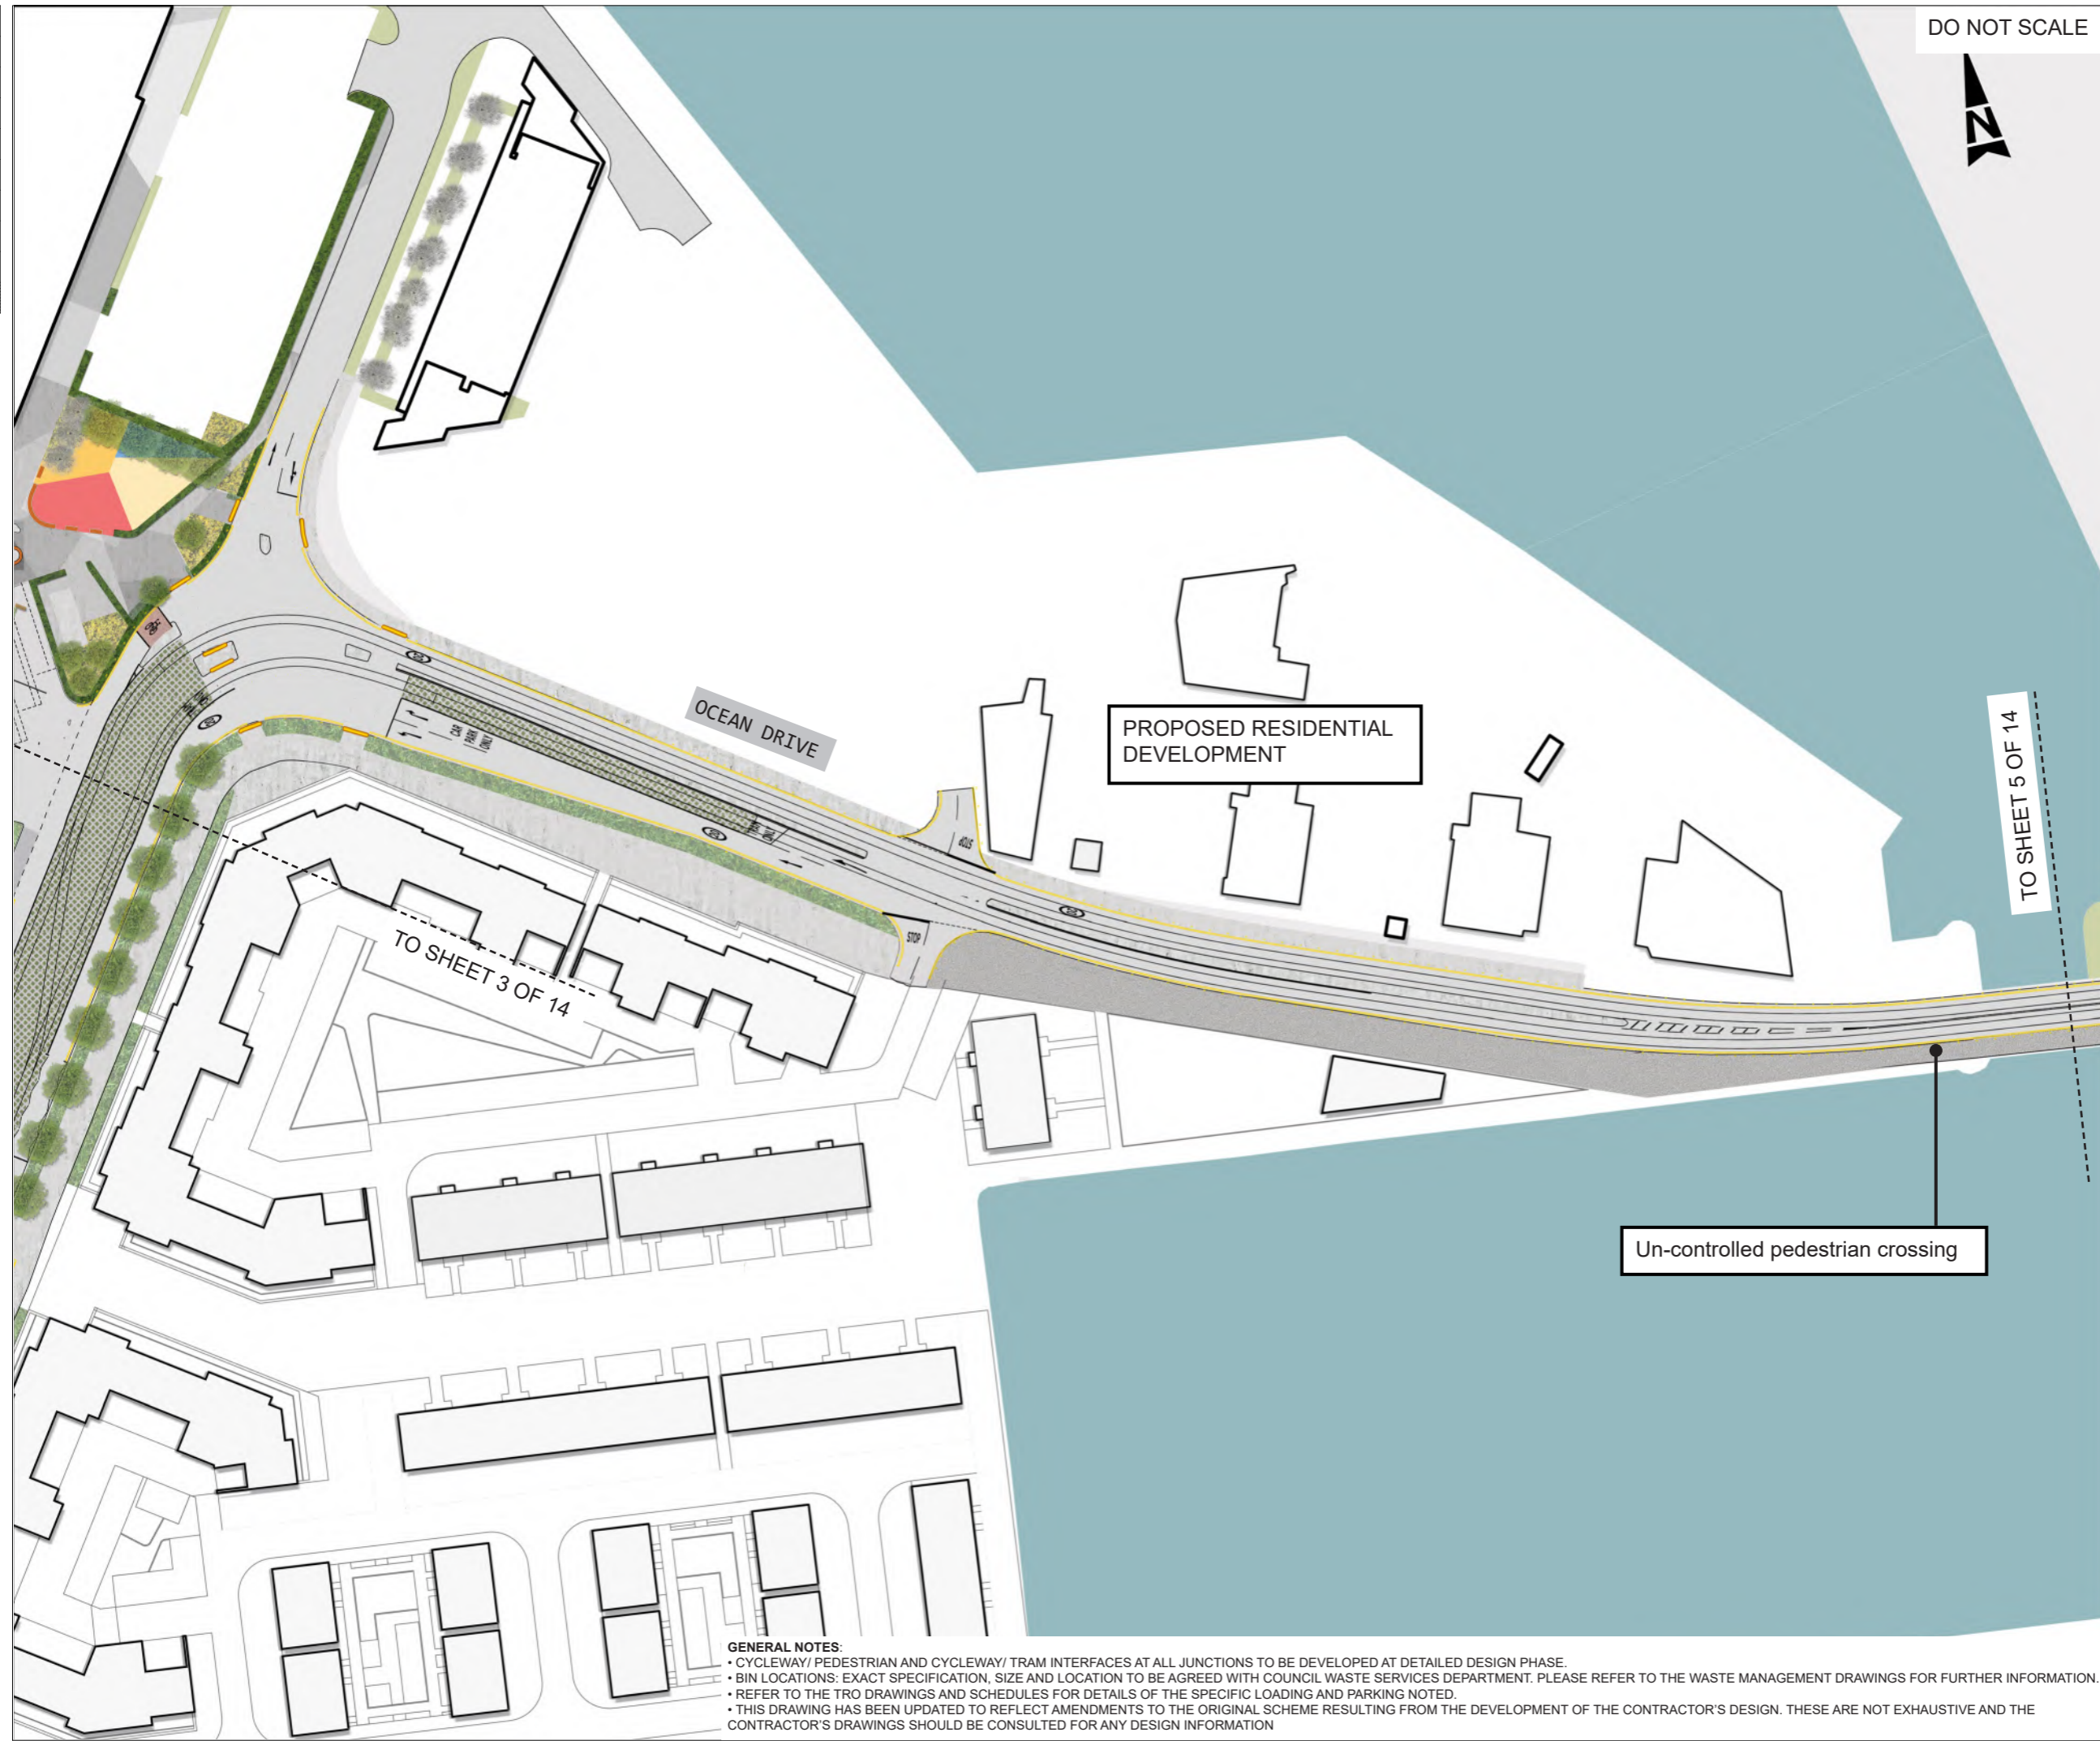 DO NOT SCALE
N
OCEAN DRIVE
CAR
PARK
ONLY
STOP
PROPOSED RESIDENTIAL
DEVELOPMENT
TO SHEET 5 OF 14
STOP
TO SHEET 3 OF 14
Un-controlled pedestrian crossing
GENERAL NOTES:
• CYCLEWAY/ PEDESTRIAN AND CYCLEWAY/ TRAM INTERFACES AT ALL JUNCTIONS TO BE DEVELOPED AT DETAILED DESIGN PHASE.
• BIN LOCATIONS: EXACT SPECIFICATION, SIZE AND LOCATION TO BE AGREED WITH COUNCIL WASTE SERVICES DEPARTMENT. PLEASE REFER TO THE WASTE MANAGEMENT DRAWINGS FOR FURTHER INFORMATION.
• REFER TO THE TRO DRAWINGS AND SCHEDULES FOR DETAILS OF THE SPECIFIC LOADING AND PARKING NOTED.
• THIS DRAWING HAS BEEN UPDATED TO REFLECT AMENDMENTS TO THE ORIGINAL SCHEME RESULTING FROM THE DEVELOPMENT OF THE CONTRACTOR'S DESIGN. THESE ARE NOT EXHAUSTIVE AND THE
CONTRACTOR'S DRAWINGS SHOULD BE CONSULTED FOR ANY DESIGN INFORMATION